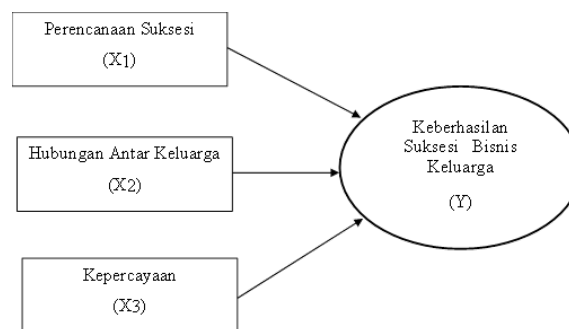 Perencanaan Suksesi
(X1)
Hubungan Antar Keluarga
(X2)
Kepercayaan
(X3)
Keberhasilan
Suksesi Bisnis
Keluarga
(Y)